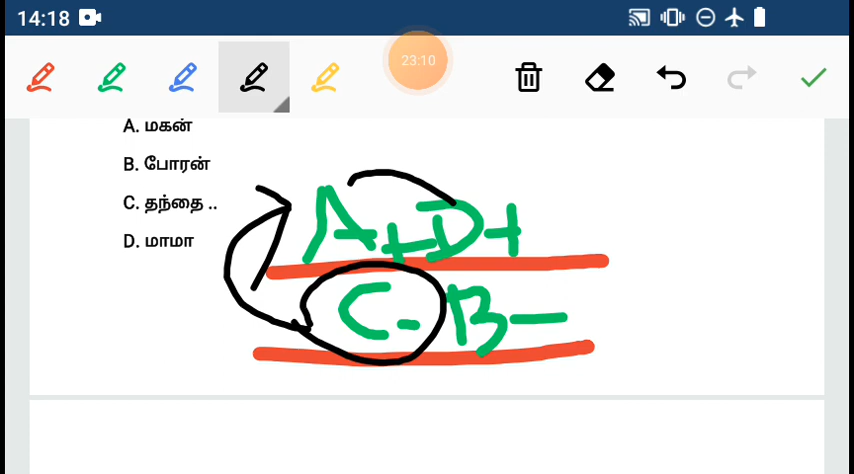 14:18
23:10
A. மகன்
B. போரன்
C. தந்தை ..
D. மாமா
A+ D+
C- B-